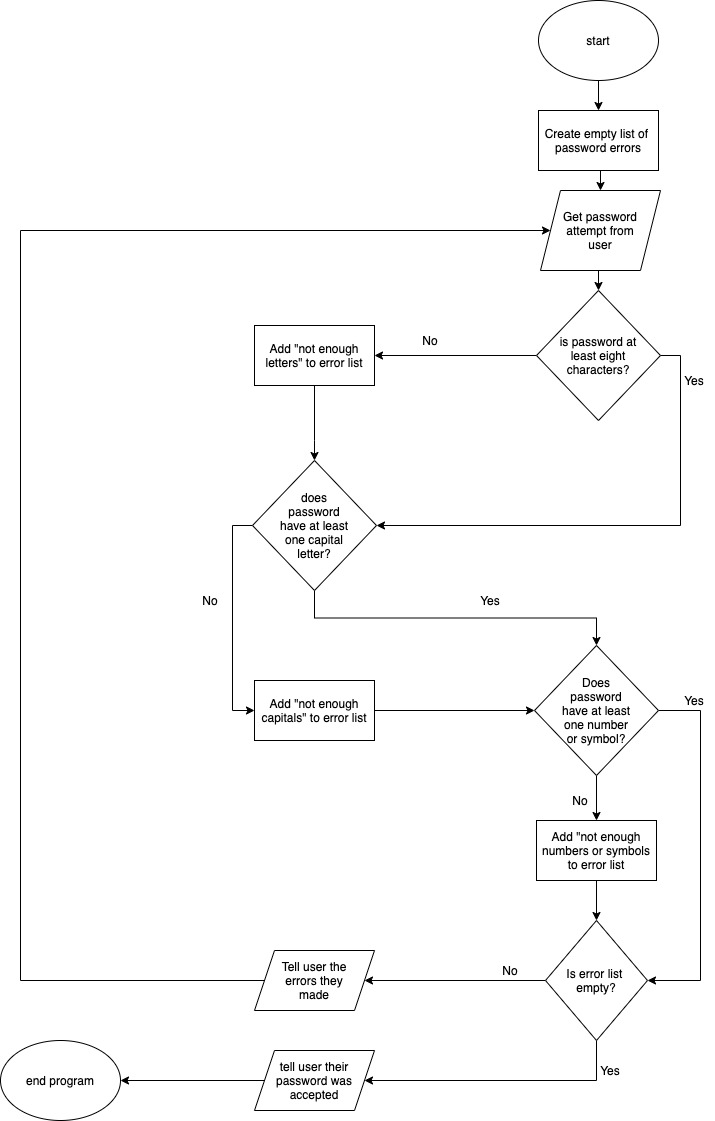 start
Create empty list of
password errors
Get password
attempt from
user
is password at
least eight
characters?
No
Yes
Add "not enough
letters" to error list
does
password
have at least
one capital
letter?
No
Yes
Add "not enough
capitals" to error list
Does
password
have at least
one number
or symbol?
Yes
No
Add "not enough
numbers or symbols
to error list
Is error list
empty?
No
Tell user the
errors they
made
Yes
tell user their
password was
accepted
end program